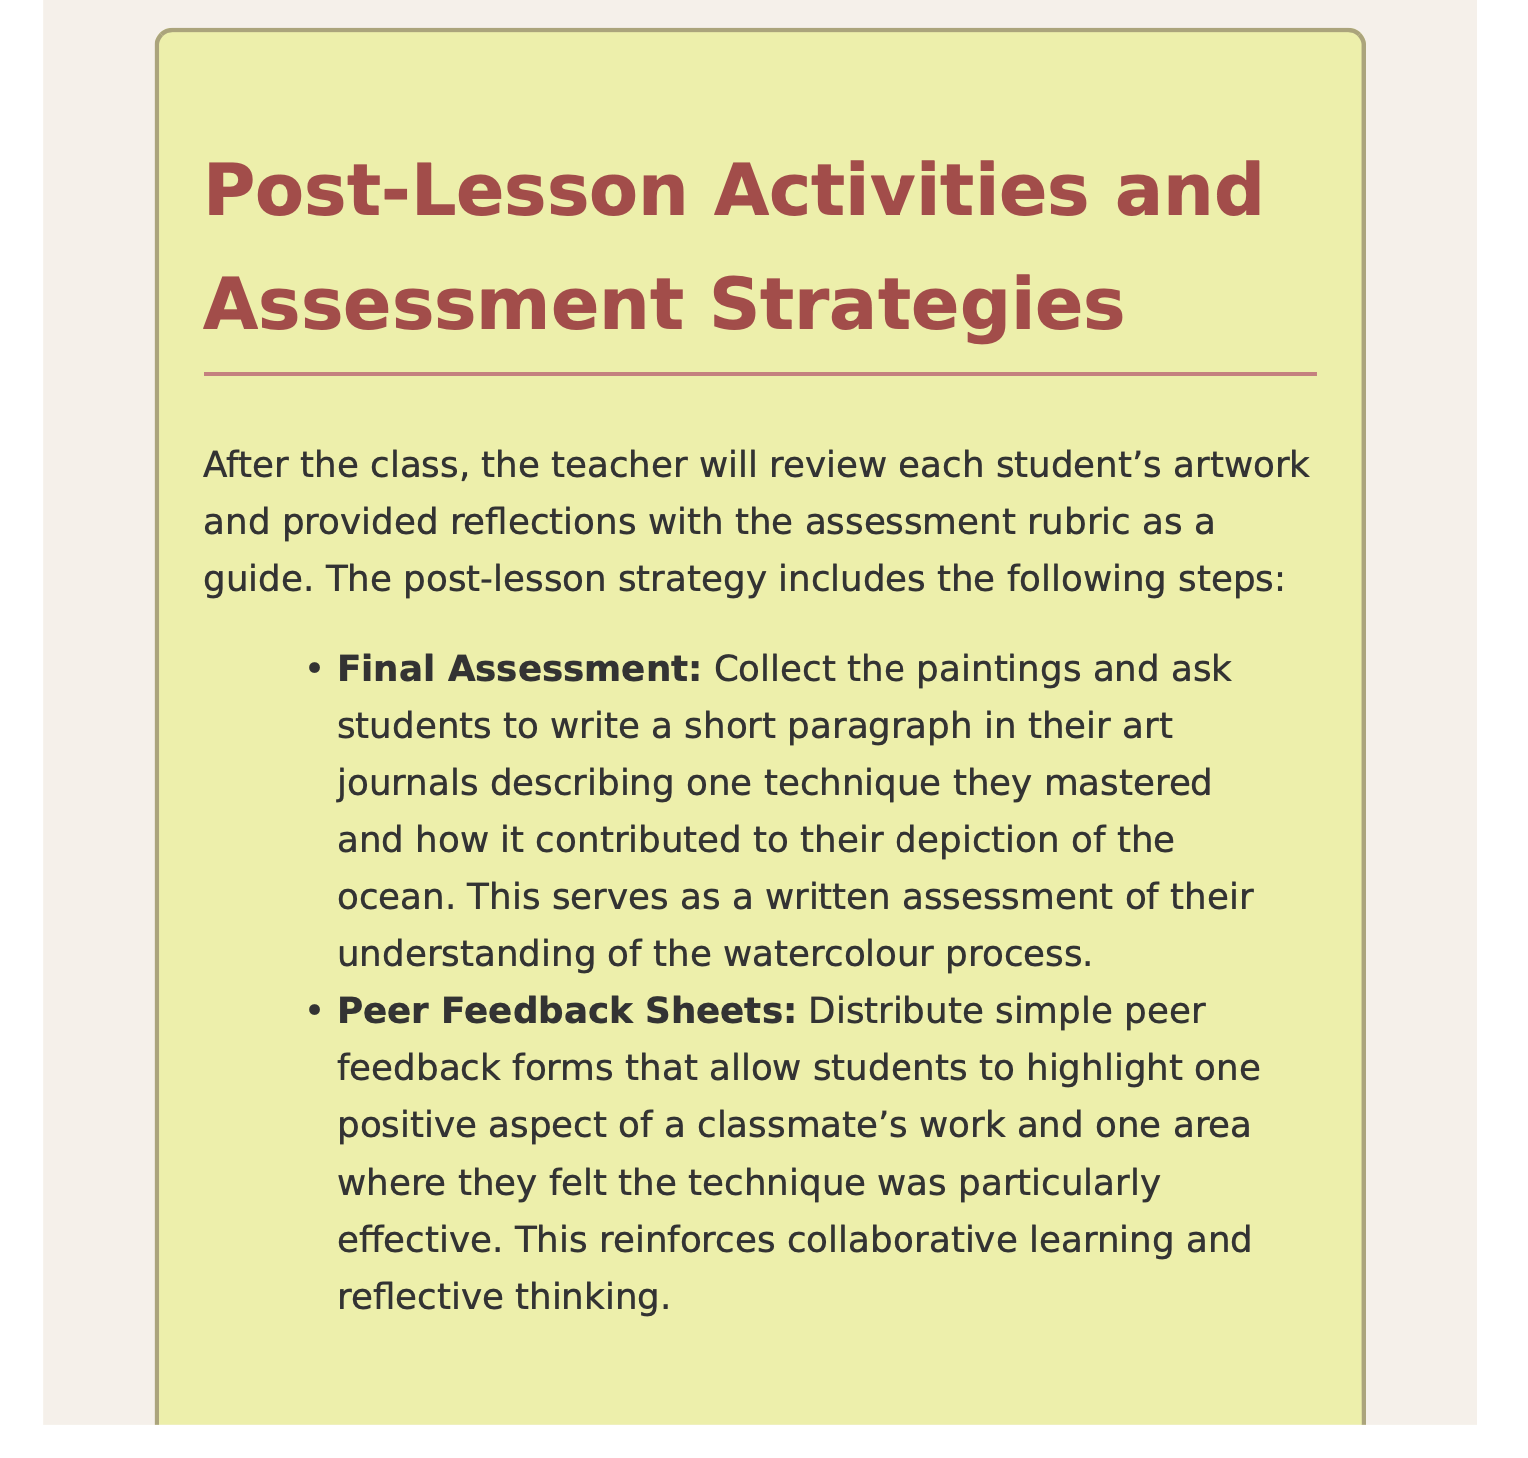 Post-Lesson Activities and
Assessment Strategies
After the class, the teacher will review each student’s artwork
and provided reflections with the assessment rubric as a
guide. The post-lesson strategy includes the following steps:
• Final Assessment: Collect the paintings and ask
students to write a short paragraph in their art
journals describing one technique they mastered
and how it contributed to their depiction of the
ocean. This serves as a written assessment of their
understanding of the watercolour process.
• Peer Feedback Sheets: Distribute simple peer
feedback forms that allow students to highlight one
positive aspect of a classmate’s work and one area
where they felt the technique was particularly
effective. This reinforces collaborative learning and
reflective thinking.